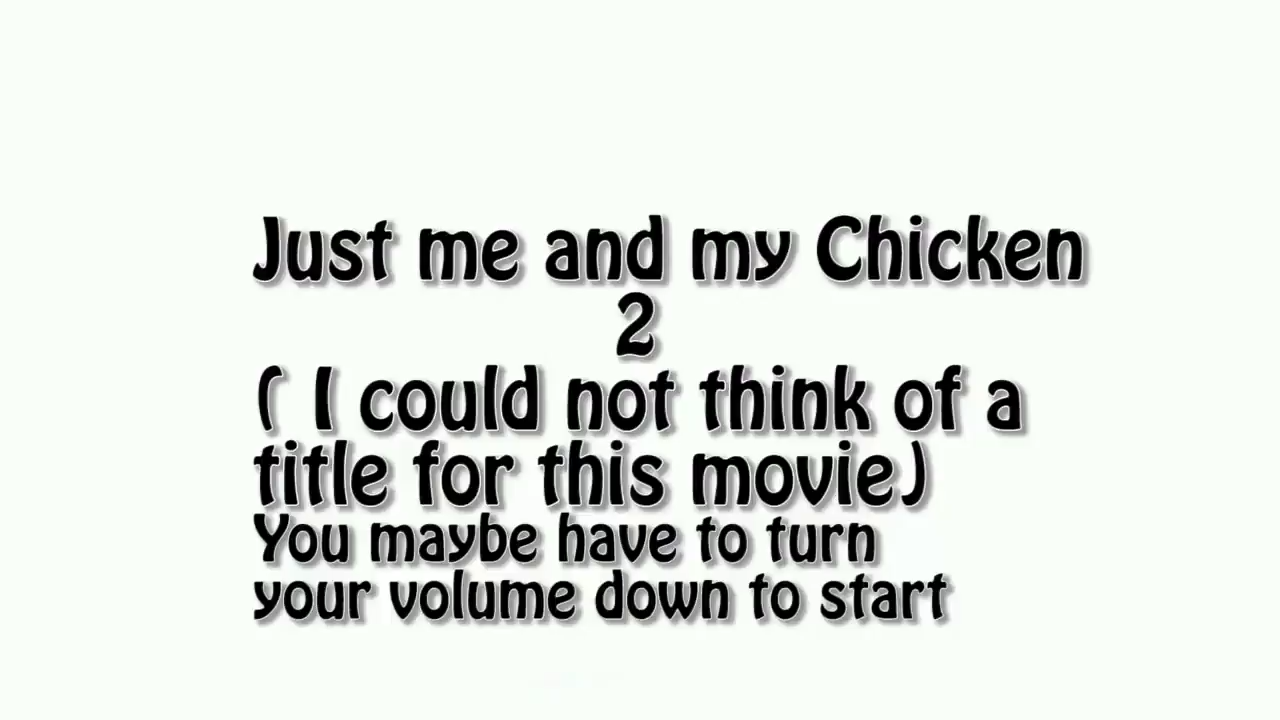 Just me and my Chicken
2
( I could not think of a
title for this movie)
You maybe have to turn
your volume down to start